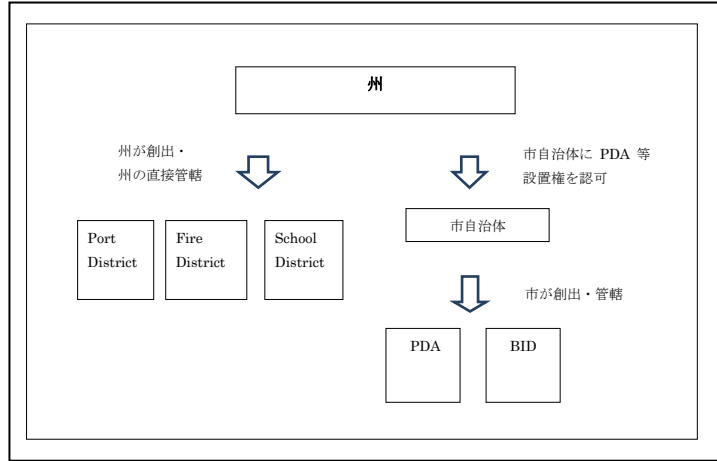 州
州が創出・
州の直接管轄
市自治体に PDA 等
設置権を認可
Port
District
Fire
District
School
District
市自治体
市が創出・管轄
PDA
BID